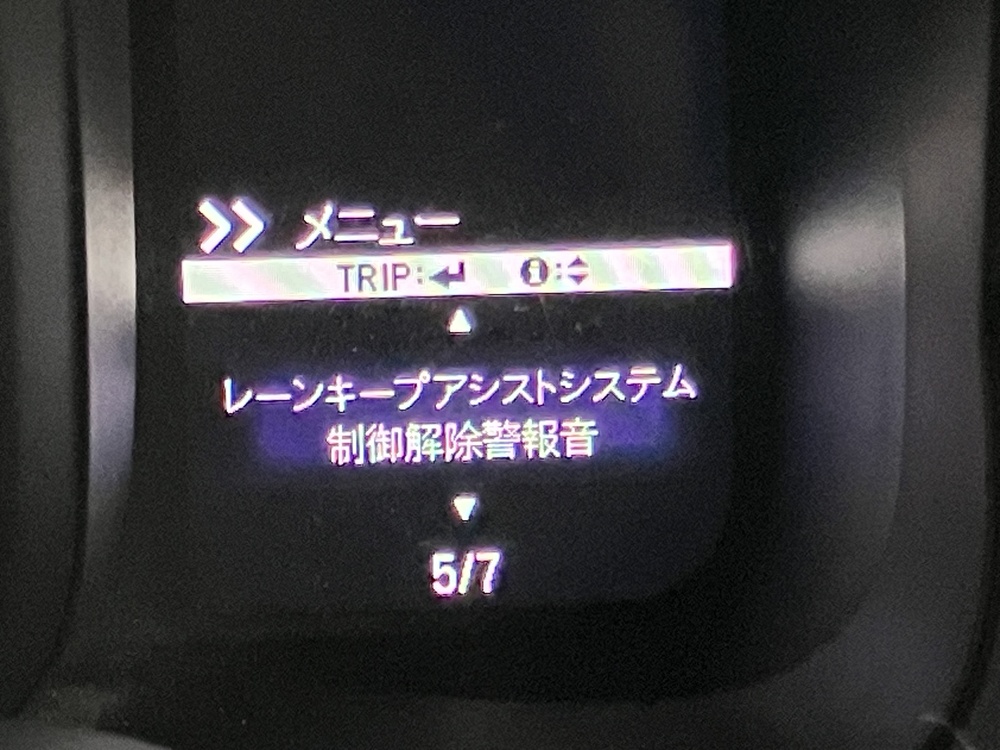 >> メニュー
TRIP:↵ ℹ:◆
▲
レーンキープアシストシステム
制御解除警報音
▼
5/7